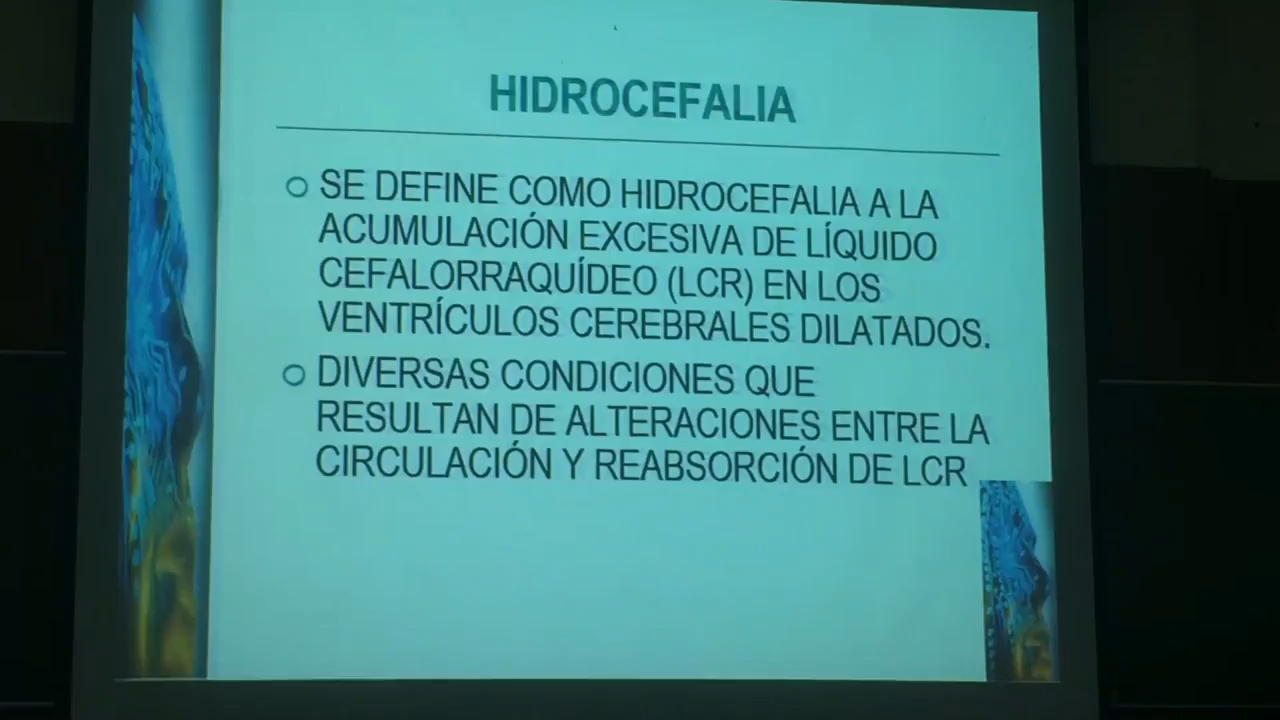 HIDROCEFALIA
SE DEFINE COMO HIDROCEFALIA A LA
ACUMULACIÓN EXCESIVA DE LÍQUIDO
CEFALORRAQUÍDEO (LCR) EN LOS
VENTRÍCULOS CEREBRALES DILATADOS.
DIVERSAS CONDICIONES QUE
RESULTAN DE ALTERACIONES ENTRE LA
CIRCULACIÓN Y REABSORCIÓN DE LCR